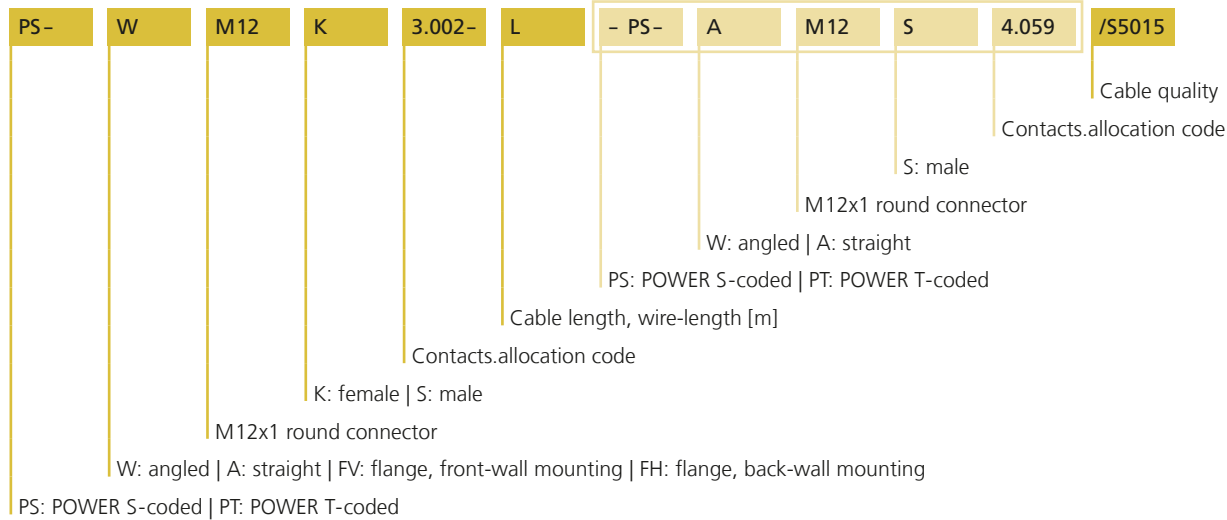 PS– W M12 K 3.002– L – PS– A M12 S 4.059 /S5015
Cable quality
Contacts.allocation code
S: male
M12x1 round connector
W: angled | A: straight
PS: POWER S-coded | PT: POWER T-coded
Cable length, wire-length [m]
Contacts.allocation code
K: female | S: male
M12x1 round connector
W: angled | A: straight | FV: flange, front-wall mounting | FH: flange, back-wall mounting
PS: POWER S-coded | PT: POWER T-coded